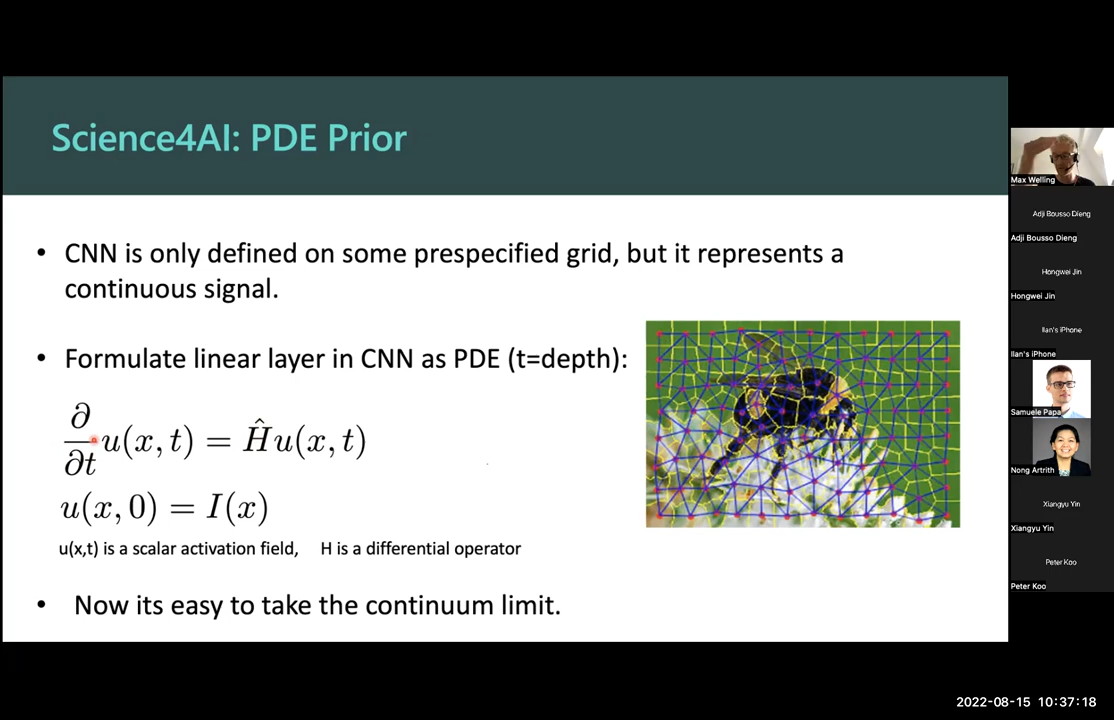 Science4AI: PDE Prior
• CNN is only defined on some prespecified grid, but it represents a
continuous signal.
• Formulate linear layer in CNN as PDE (t=depth):
∂/∂t u(x, t) = Ĥu(x, t)
u(x, 0) = I(x)
u(x,t) is a scalar activation field, H is a differential operator
• Now its easy to take the continuum limit.
Max Welling
Adji Bousso Dieng
Adji Bousso Dieng
Hongwei Jin
Hongwei Jin
Ilan's iPhone
Ilan's iPhone
Samuele Papa
Nong Artrith
Xiangyu Yin
Xiangyu Yin
Peter Koo
Peter Koo
2022-08-15 10:37:18